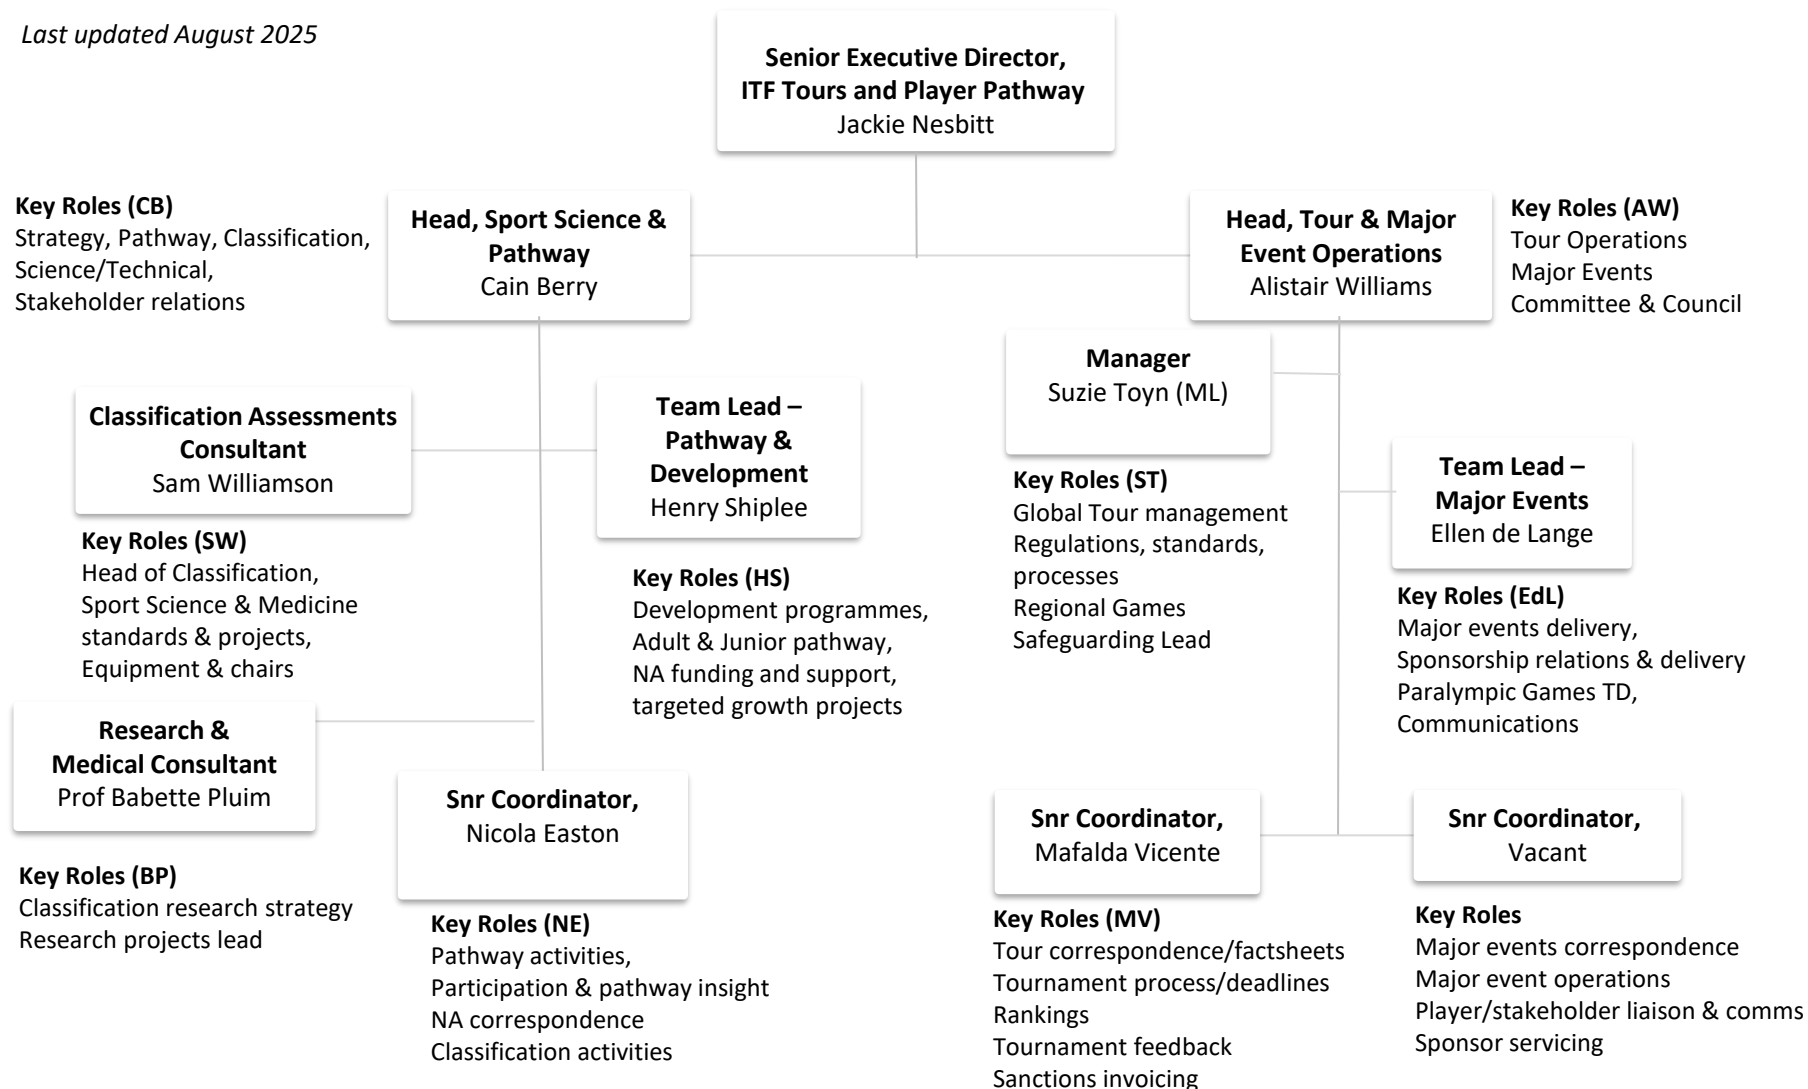 Last updated August 2025
Senior Executive Director,
ITF Tours and Player Pathway
Jackie Nesbitt
Key Roles (CB)
Strategy, Pathway, Classification,
Science/Technical,
Stakeholder relations
Head, Sport Science &
Pathway
Cain Berry
Head, Tour & Major
Event Operations
Alistair Williams
Key Roles (AW)
Tour Operations
Major Events
Committee & Council
Classification Assessments
Consultant
Sam Williamson
Key Roles (SW)
Head of Classification,
Sport Science & Medicine
standards & projects,
Equipment & chairs
Team Lead –
Pathway &
Development
Henry Shiplee
Key Roles (HS)
Development programmes,
Adult & Junior pathway,
NA funding and support,
targeted growth projects
Manager
Suzie Toyn (ML)
Key Roles (ST)
Global Tour management
Regulations, standards,
processes
Regional Games
Safeguarding Lead
Team Lead –
Major Events
Ellen de Lange
Key Roles (EdL)
Major events delivery,
Sponsorship relations & delivery
Paralympic Games TD,
Communications
Research &
Medical Consultant
Prof Babette Pluim
Key Roles (BP)
Classification research strategy
Research projects lead
Snr Coordinator,
Nicola Easton
Key Roles (NE)
Pathway activities,
Participation & pathway insight
NA correspondence
Classification activities
Snr Coordinator,
Mafalda Vicente
Key Roles (MV)
Tour correspondence/factsheets
Tournament process/deadlines
Rankings
Tournament feedback
Sanctions invoicing
Snr Coordinator,
Vacant
Key Roles
Major events correspondence
Major event operations
Player/stakeholder liaison & comms
Sponsor servicing